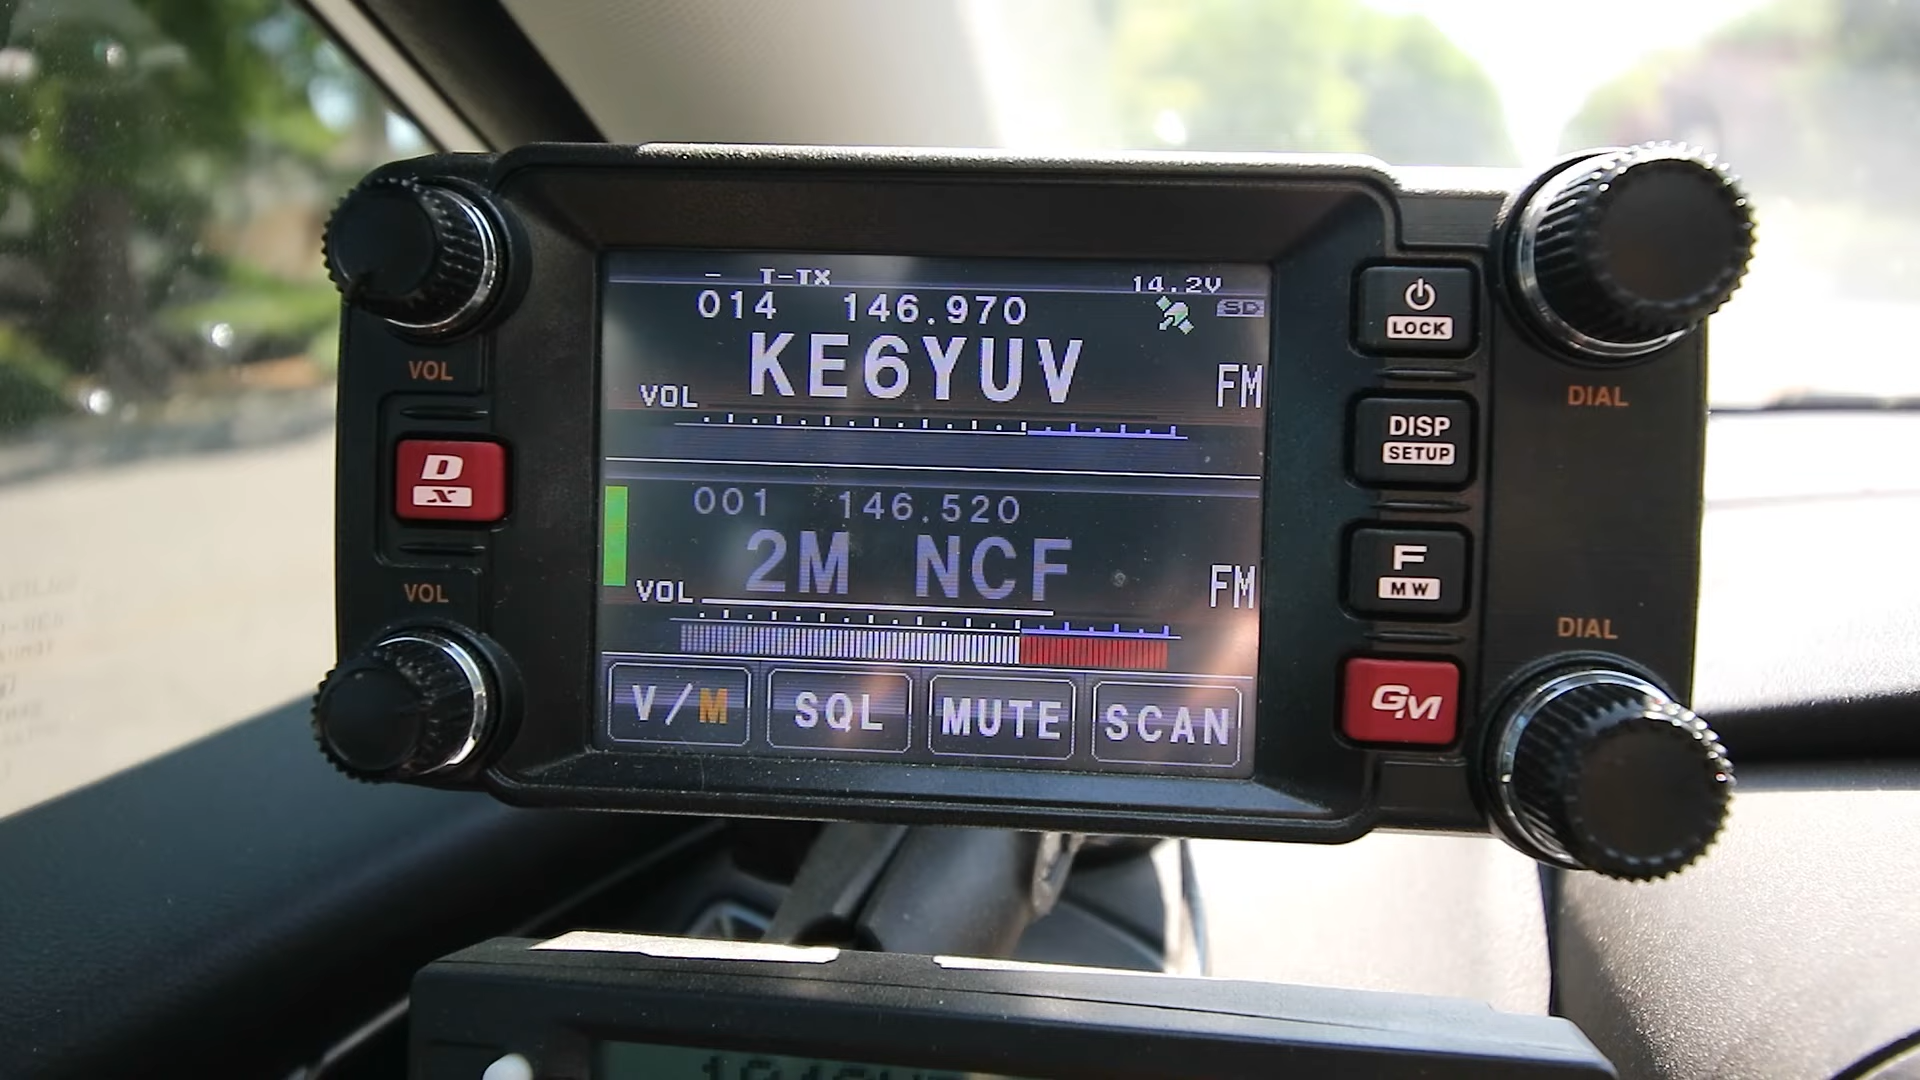 – T-TX 14.2V
014 146.970 SD
KE6YUV
VOL FM
001 146.520
2M NCF
VOL FM
V/M SQL MUTE SCAN
VOL
D X
VOL
LOCK
DISP
SETUP
F
MW
GM
DIAL
DIAL